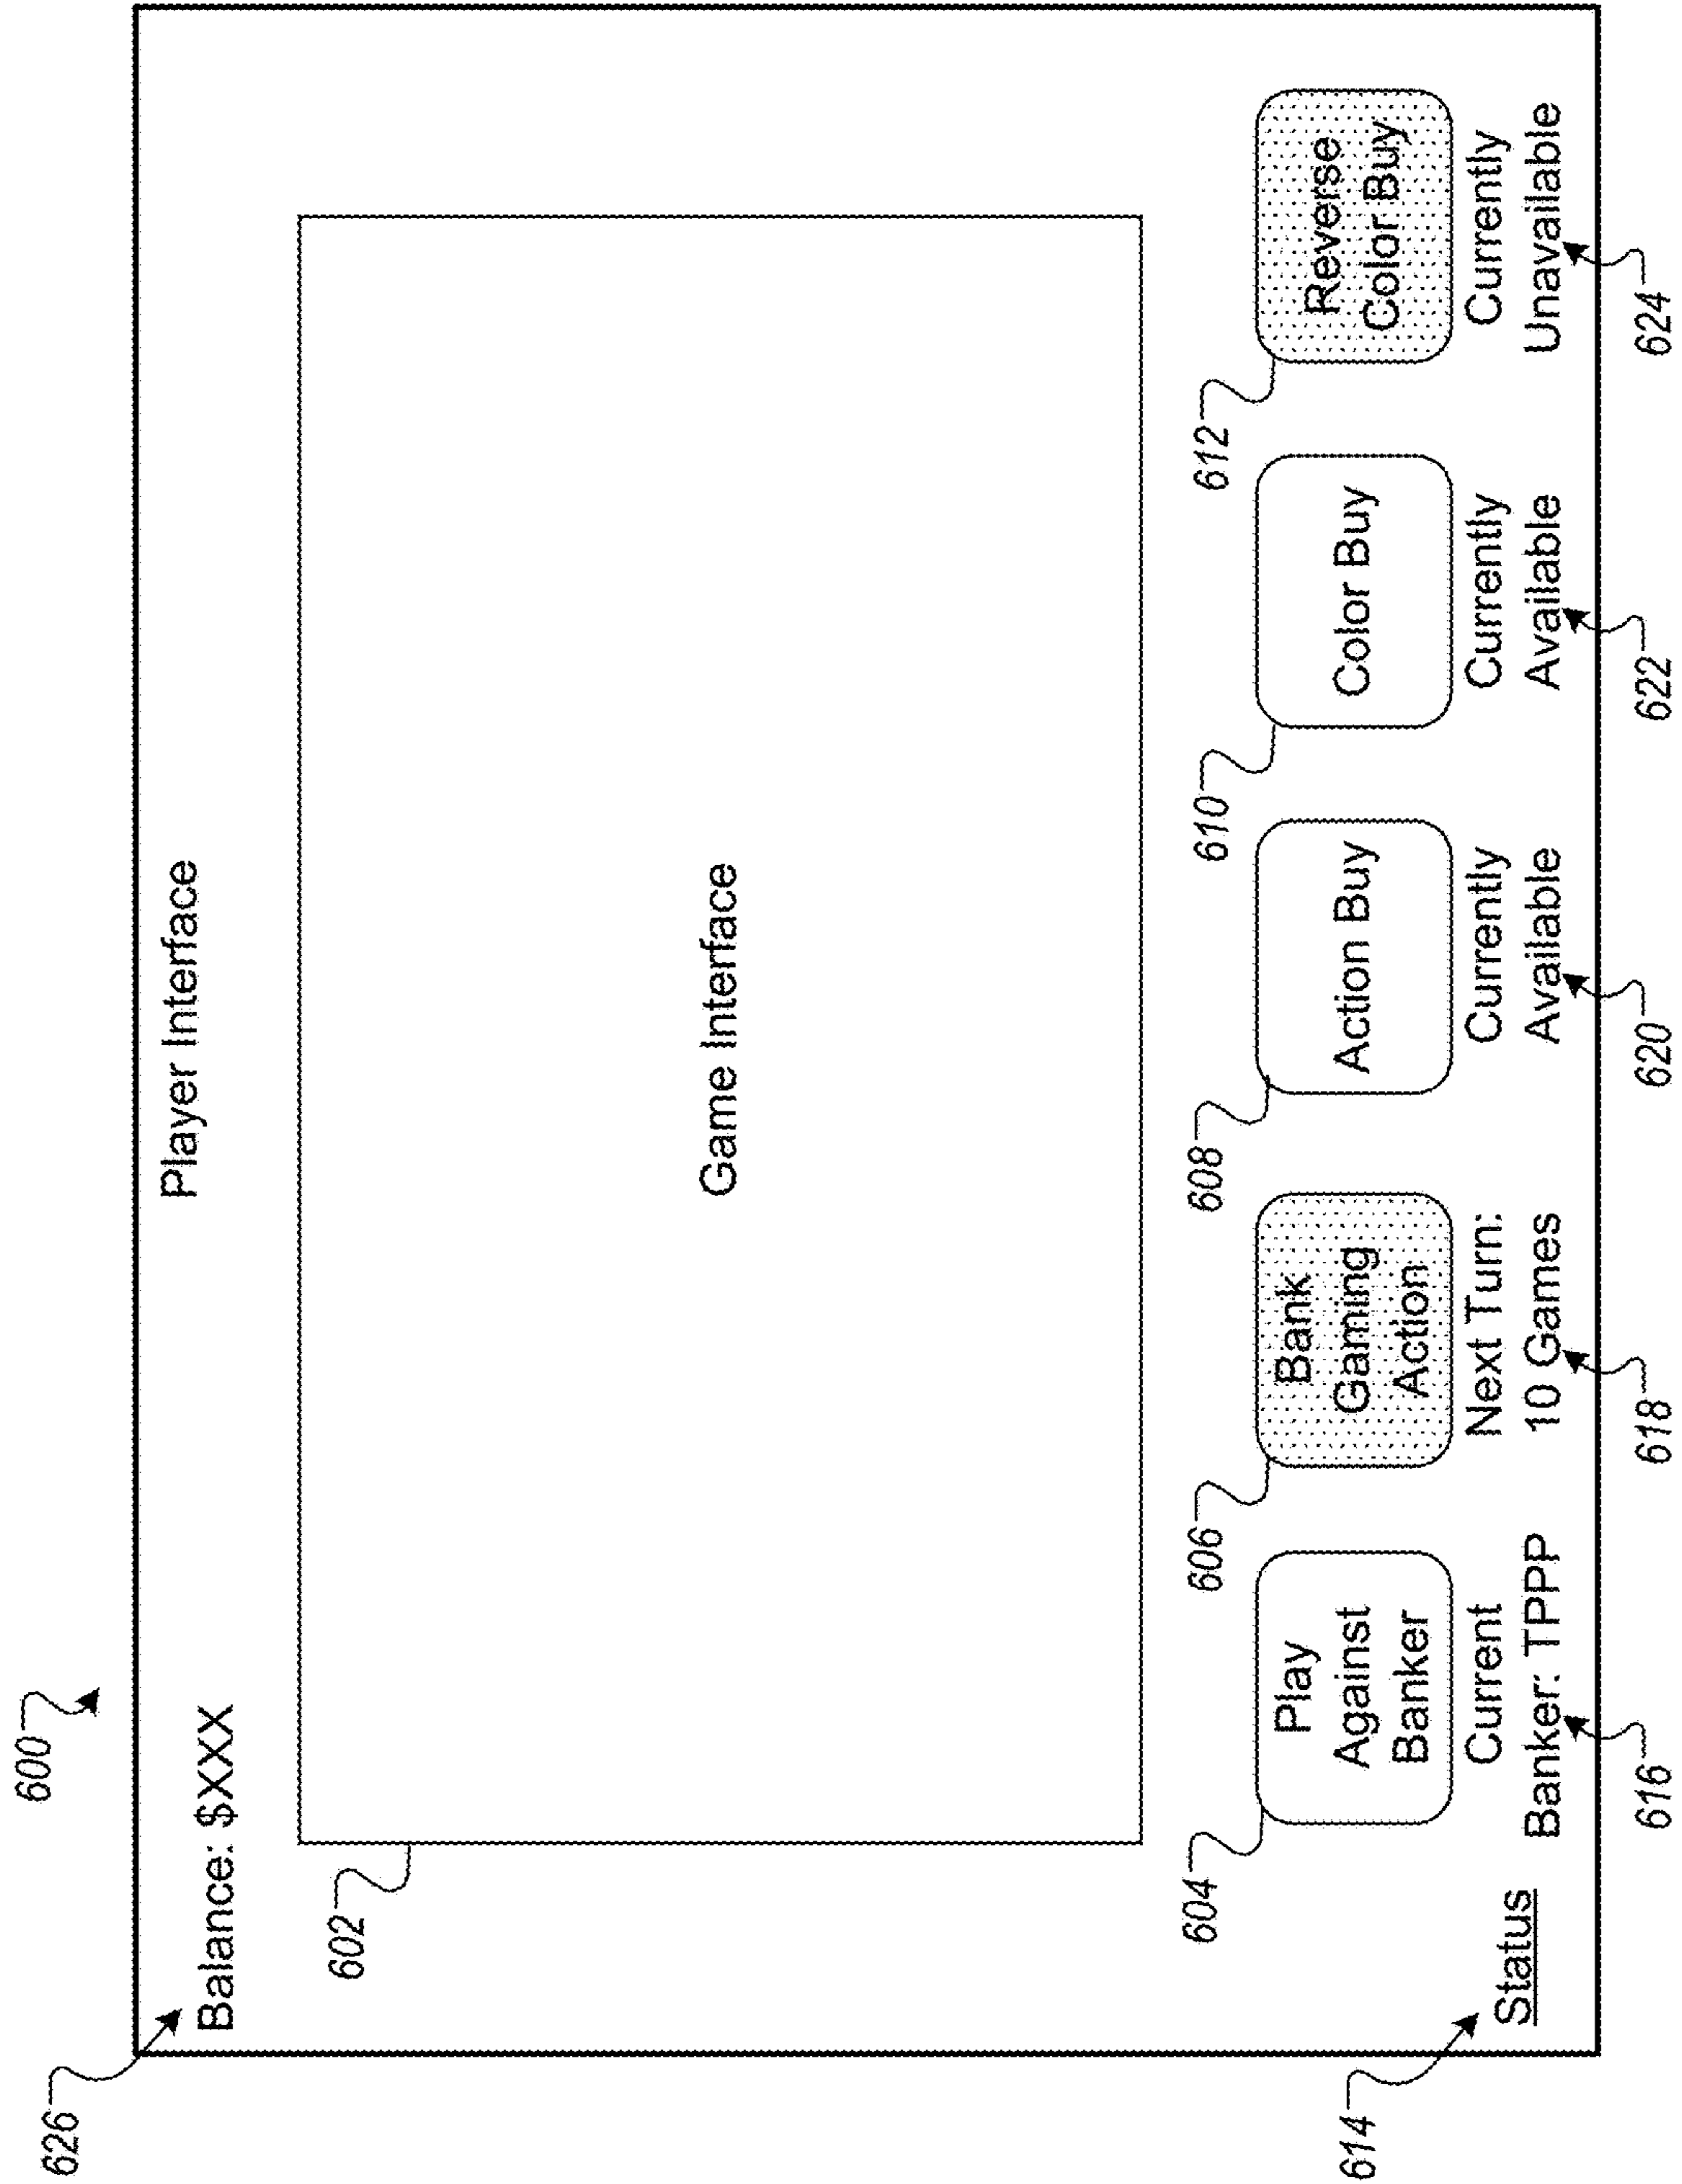 600
626
Player Interface
Balance: $XXX
602
Game Interface
604
606
608
610
612
Play
Against
Banker
Bank
Gaming
Action
Action Buy
Color Buy
Reverse
Color Buy
614
Status
Current
Banker: TPPP
Next Turn:
10 Games
Currently
Available
Currently
Available
Currently
Unavailable
616
618
620
622
624